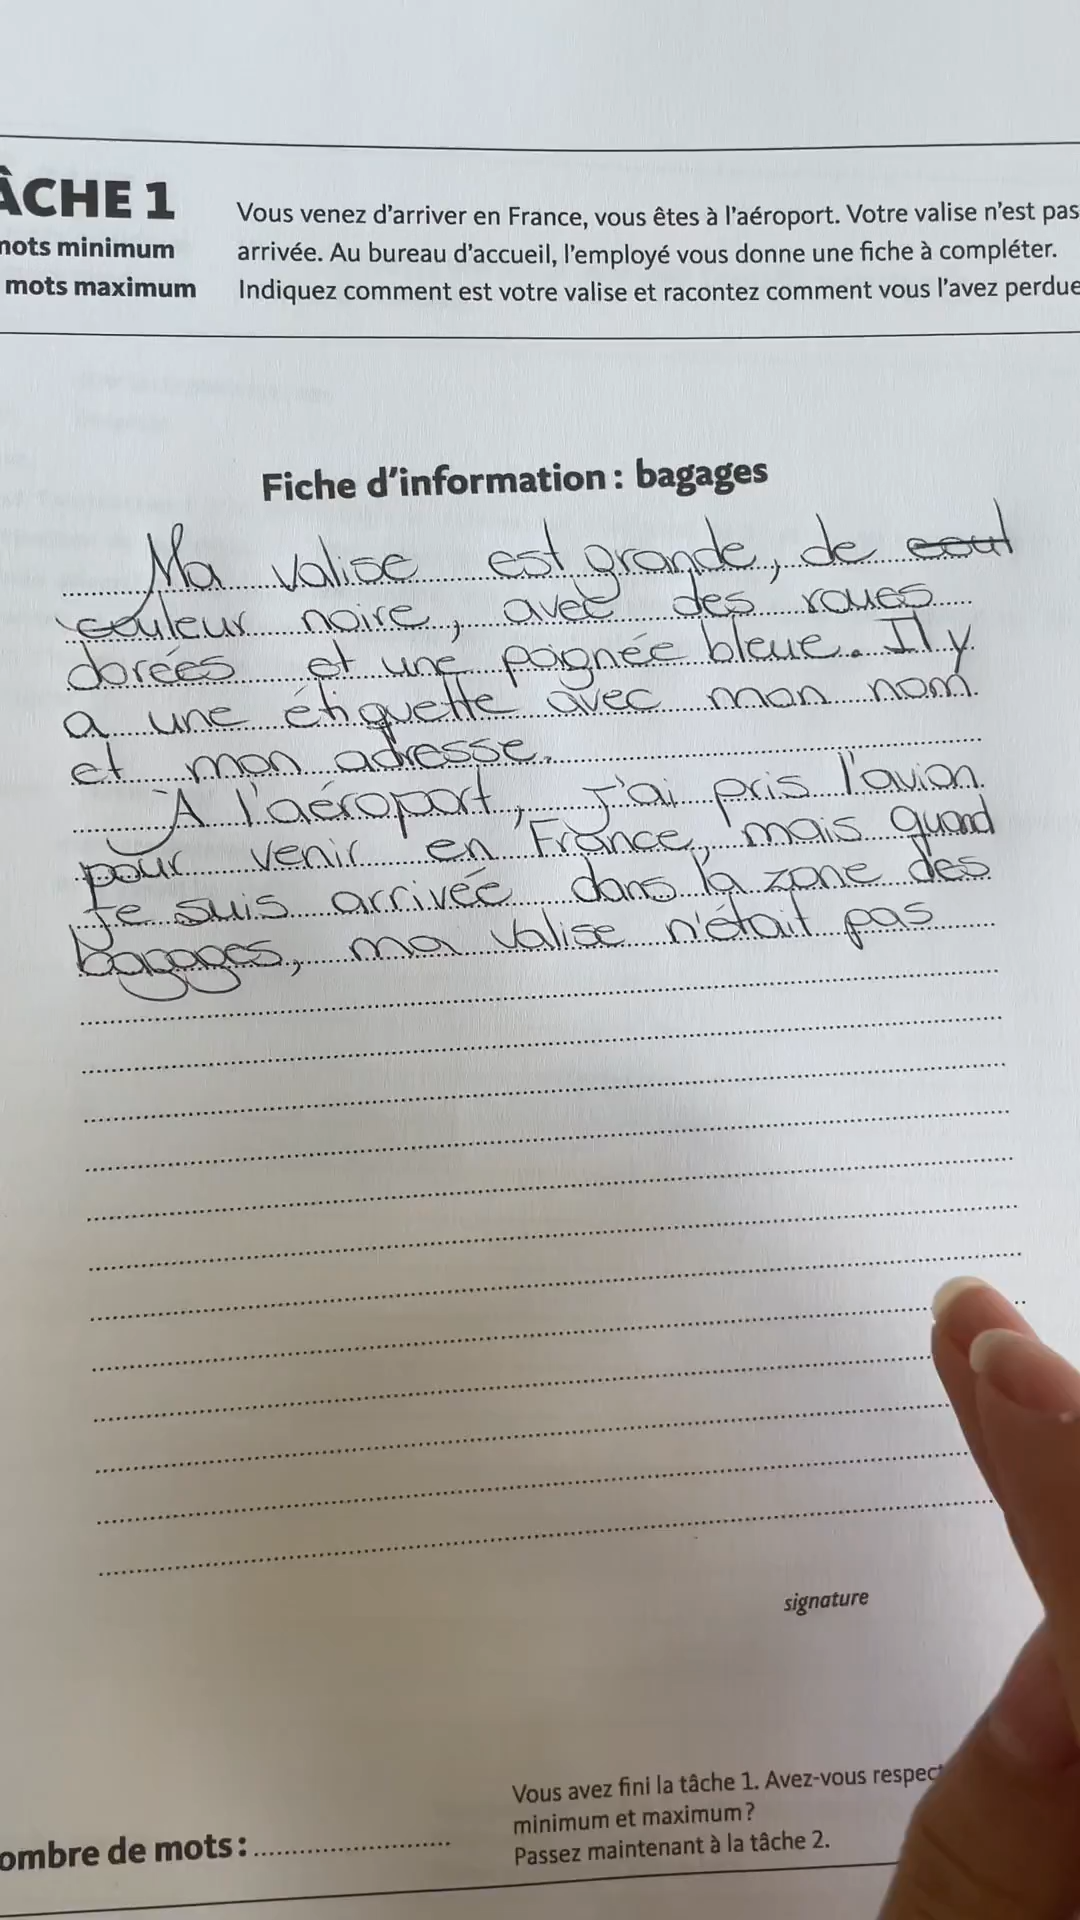 ÂCHE 1
mots minimum
mots maximum
Vous venez d'arriver en France, vous êtes à l'aéroport. Votre valise n'est pas
arrivée. Au bureau d'accueil, l'employé vous donne une fiche à compléter.
Indiquez comment est votre valise et racontez comment vous l'avez perdue
Fiche d'information : bagages
Ma valise est grande, de coul
couleur noire, avec des roues
dorées et une poignée bleue. Il y
a une étiquette avec mon nom
et mon adresse.
À l'aéroport, j'ai pris l'avion
pour venir en France, mais quand
je suis arrivée dans la zone des
bagages, ma valise n'était pas
signature
ombre de mots :
Vous avez fini la tâche 1. Avez-vous respec
minimum et maximum ?
Passez maintenant à la tâche 2.